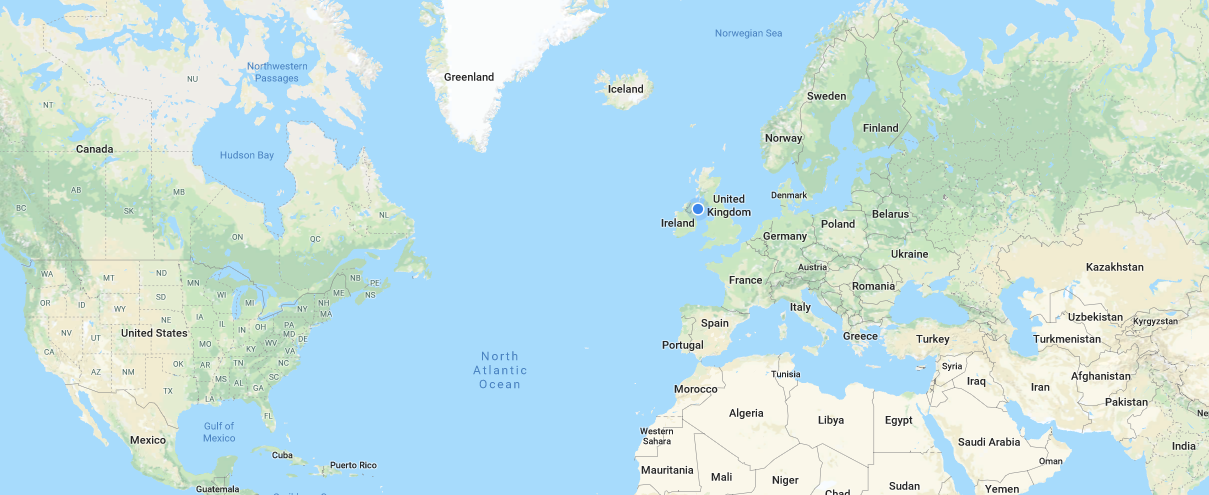 Norwegian Sea
Greenland
Northwestern
Passages
NU
Iceland
Sweden
NT
Finland
Norway
Canada
Hudson Bay
AB
MB
Denmark
United
Kingdom
BC
SK
NL
Ireland
Belarus
Poland
ON
QC
Germany
Ukraine
WA
MT
ND
MN
Austria
Kazakhstan
NB
PE
France
Romania
ME
NS
OR
ID
SD
WI
MI
NH
WY
NY
MA
Italy
NE
IA
Uzbekistan
Kyrgyzstan
NV
UT
United States
IL
IN
OH
PA
MD
DE
Spain
Greece
Turkey
Turkmenistan
CA
MO
KY
WV
VA
Portugal
North
Atlantic
Ocean
AZ
NM
OK
AR
TN
NC
SC
Tunisia
Syria
Iraq
Afghanistan
Iran
TX
MS
AL
GA
LA
Morocco
Pakistan
FL
Algeria
Libya
Egypt
Ne
Gulf of
Mexico
Mexico
Western
Sahara
Saudi Arabia
India
Cuba
Puerto Rico
Oman
Mauritania
Mali
Niger
Sudan
Guatemala
Chad
Yemen